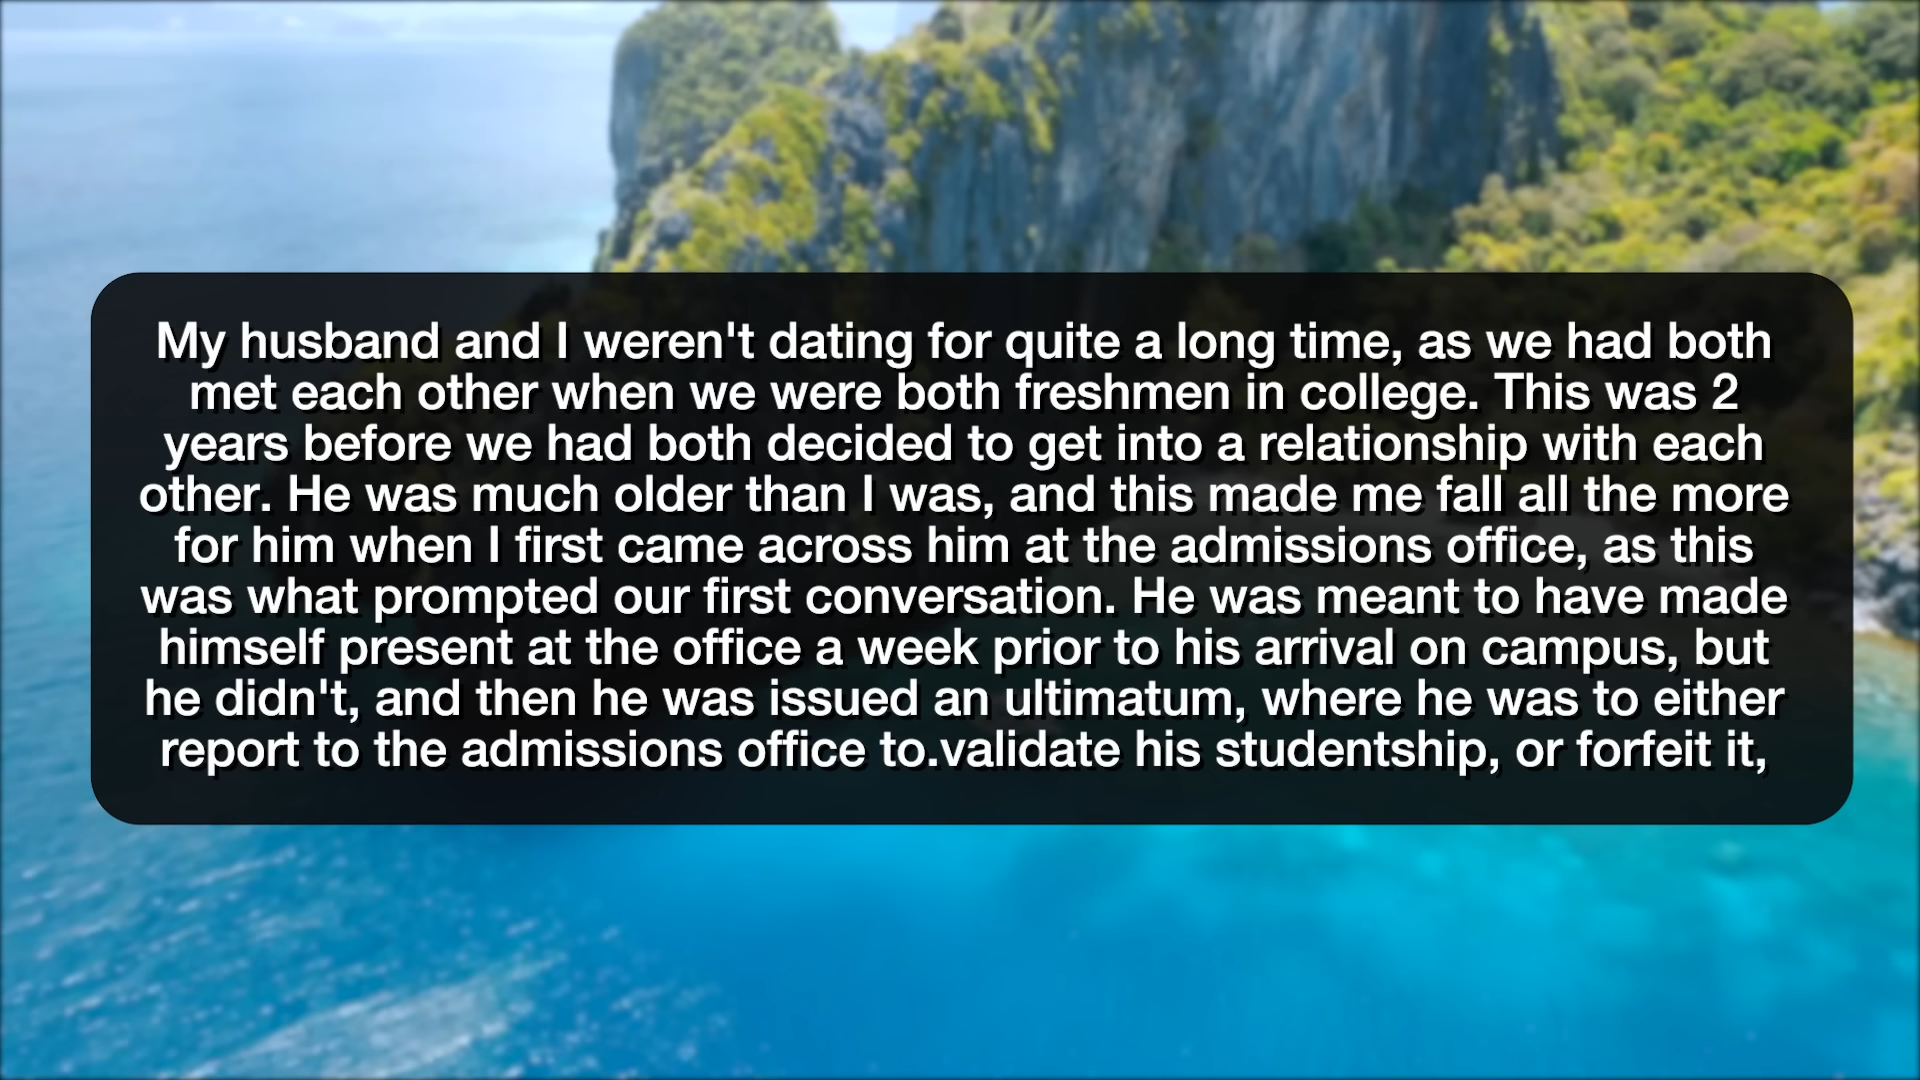 My husband and I weren't dating for quite a long time, as we had both
met each other when we were both freshmen in college. This was 2
years before we had both decided to get into a relationship with each
other. He was much older than I was, and this made me fall all the more
for him when I first came across him at the admissions office, as this
was what prompted our first conversation. He was meant to have made
himself present at the office a week prior to his arrival on campus, but
he didn't, and then he was issued an ultimatum, where he was to either
report to the admissions office to.validate his studentship, or forfeit it,